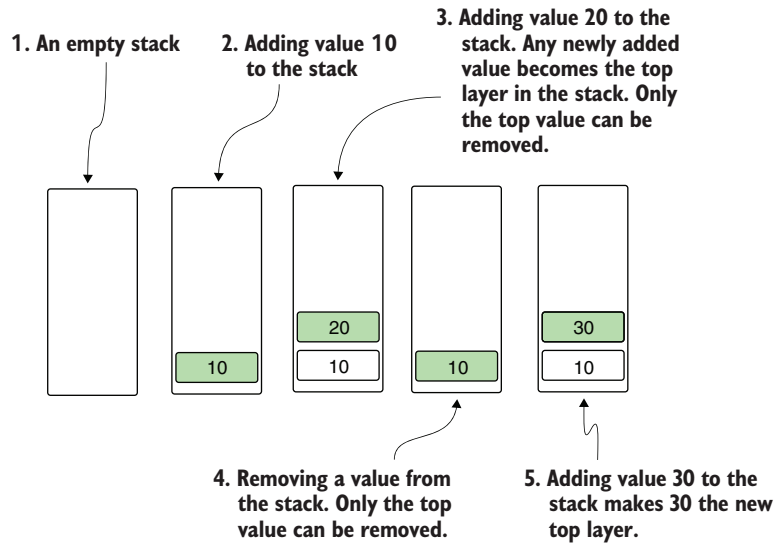 1. An empty stack
2. Adding value 10
to the stack
3. Adding value 20 to the
stack. Any newly added
value becomes the top
layer in the stack. Only
the top value can be
removed.
10
20
10
10
30
10
4. Removing a value from
the stack. Only the top
value can be removed.
5. Adding value 30 to the
stack makes 30 the new
top layer.